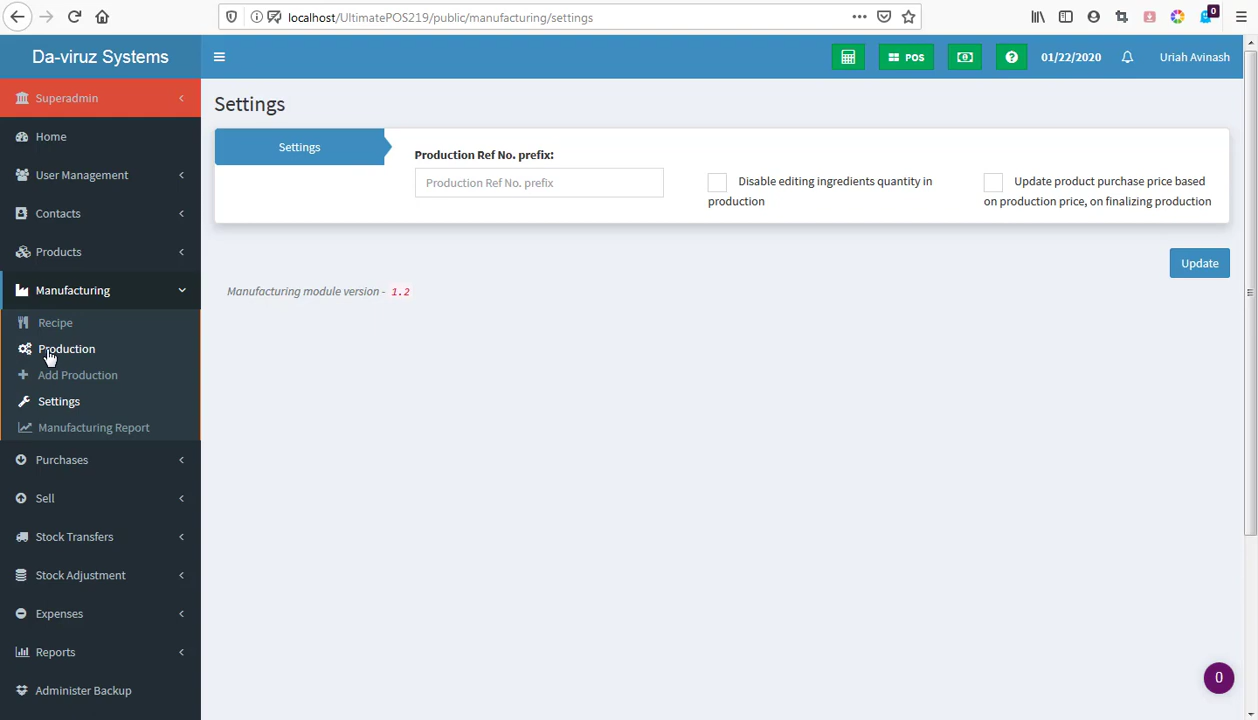 localhost/UltimatePOS219/public/manufacturing/settings
0
Da-viruz Systems
POS
01/22/2020
Uriah Avinash
Superadmin
Home
User Management
Contacts
Products
Manufacturing
Recipe
Production
Add Production
Settings
Manufacturing Report
Purchases
Sell
Stock Transfers
Stock Adjustment
Expenses
Reports
Administer Backup
Settings
Settings
Production Ref No. prefix:
Production Ref No. prefix
Disable editing ingredients quantity in
production
Update product purchase price based
on production price, on finalizing production
Update
Manufacturing module version - 1.2
0